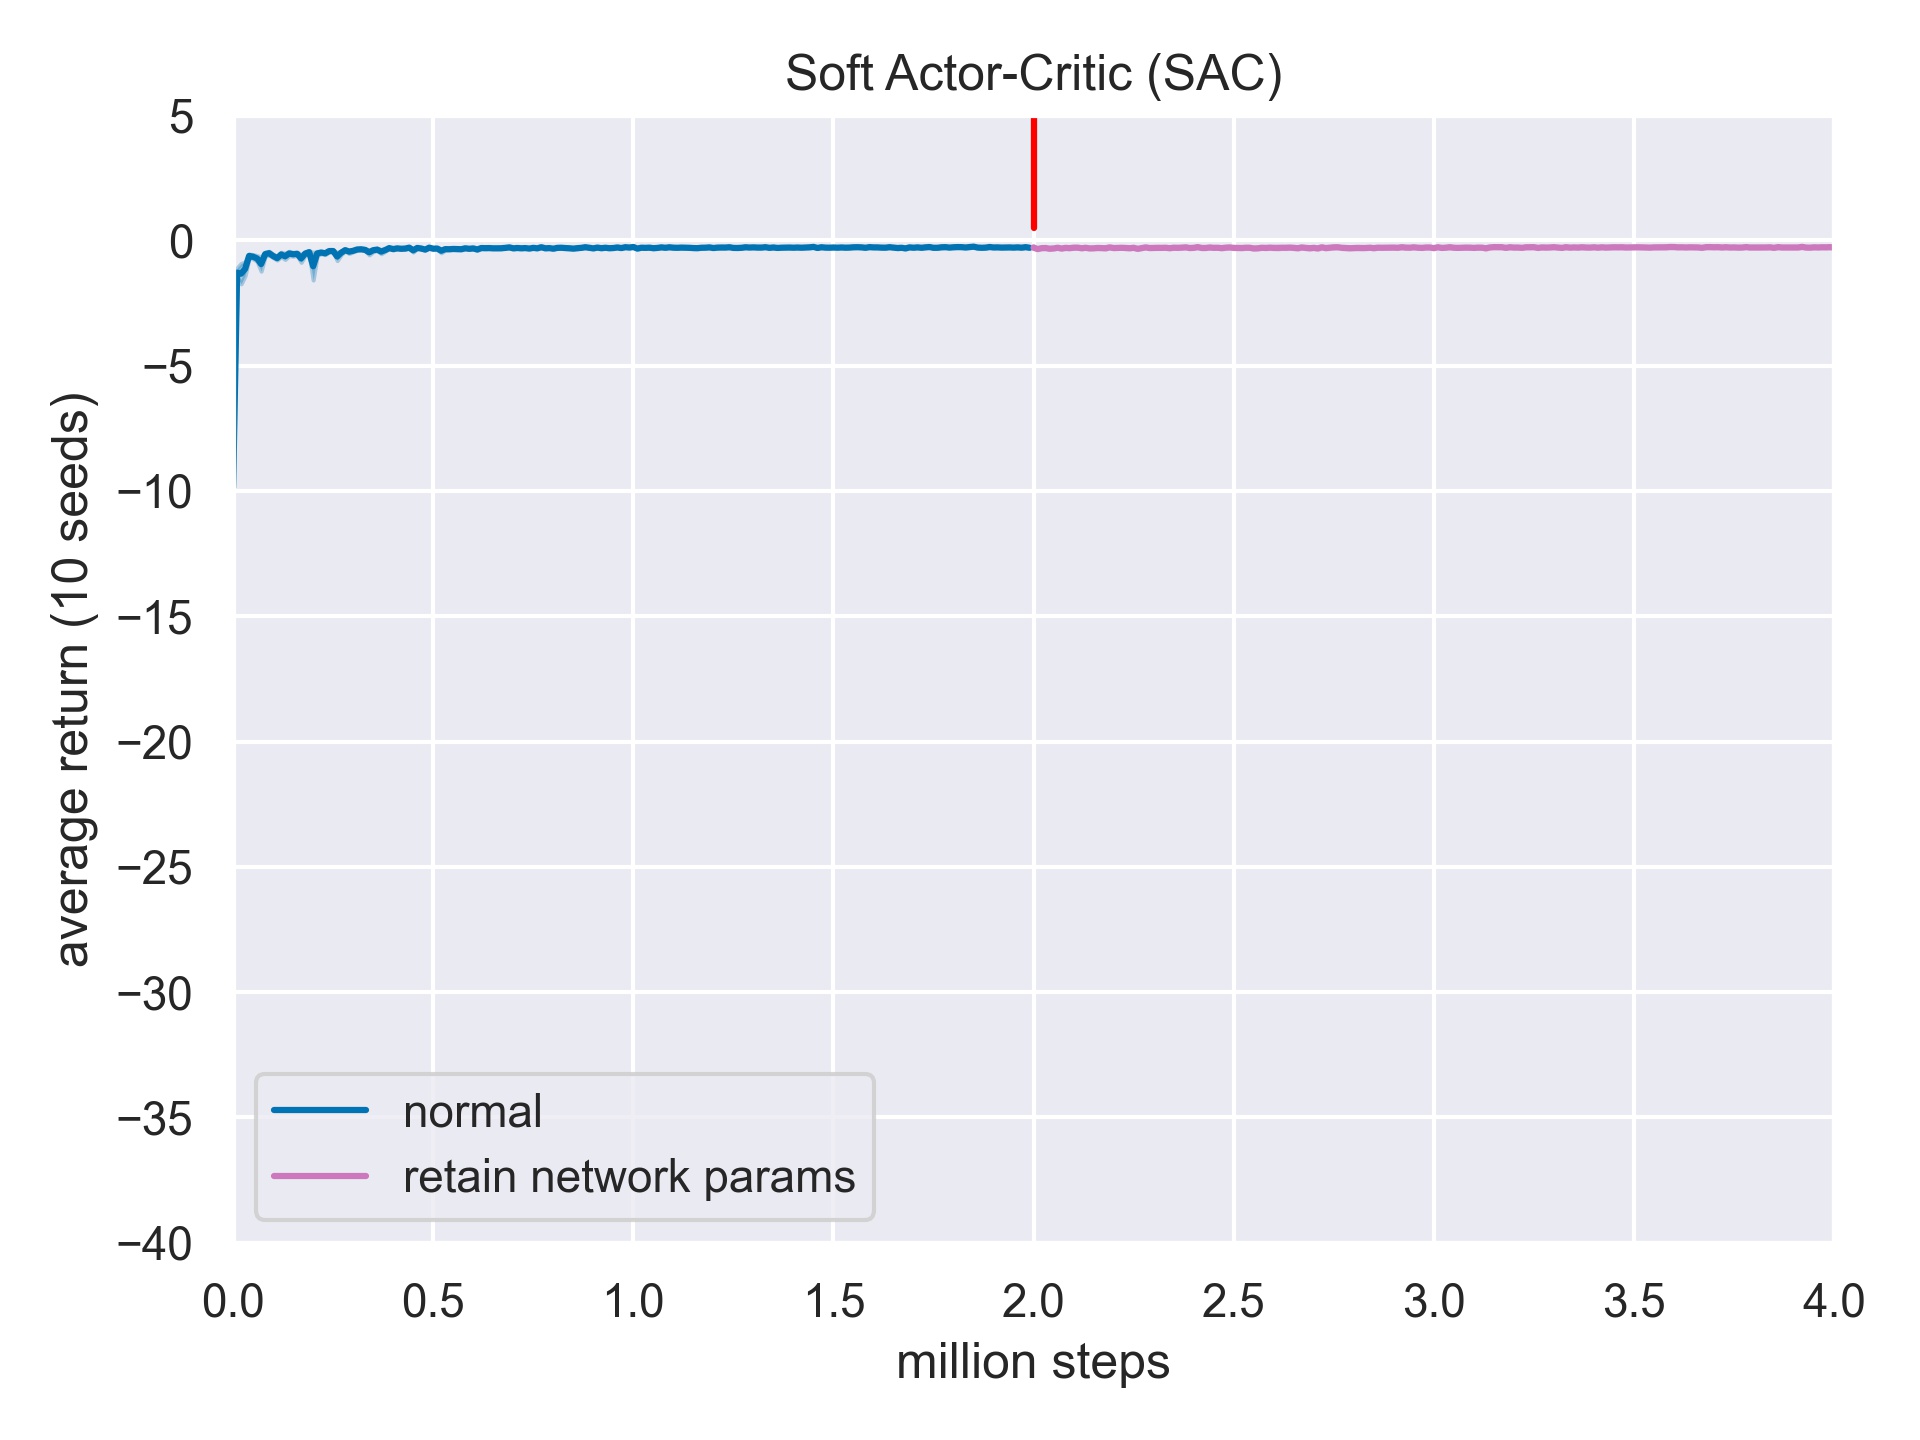 Soft Actor-Critic (SAC)
5
0
−5
−10
−15
−20
−25
−30
−35
−40
average return (10 seeds)
normal
retain network params
0.0 0.5 1.0 1.5 2.0 2.5 3.0 3.5 4.0
million steps